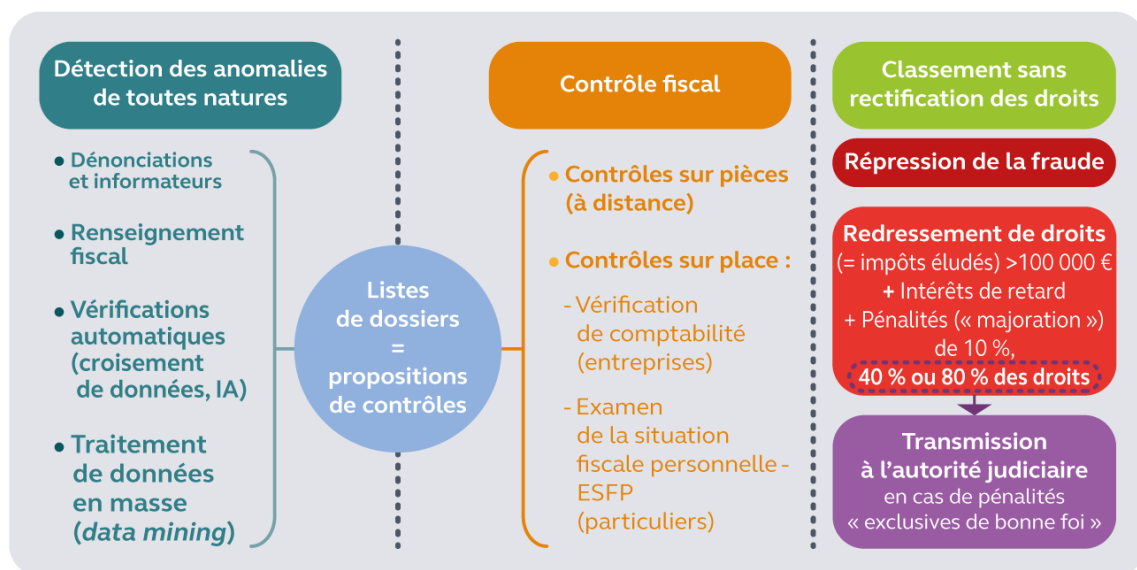 Détection des anomalies
de toutes natures
• Dénonciations
et informateurs
• Renseignement
fiscal
• Vérifications
automatiques
(croisement
de données, IA)
• Traitement
de données
en masse
(data mining)
Listes
de dossiers
=
propositions
de contrôles
Contrôle fiscal
• Contrôles sur pièces
(à distance)
• Contrôles sur place :
- Vérification
de comptabilité
(entreprises)
- Examen
de la situation
fiscale personnelle -
ESFP
(particuliers)
Classement sans
rectification des droits
Répression de la fraude
Redressement de droits
(= impôts éludés) >100 000 €
+ Intérêts de retard
+ Pénalités (« majoration »)
de 10 %,
40 % ou 80 % des droits
Transmission
à l'autorité judiciaire
en cas de pénalités
« exclusives de bonne foi »